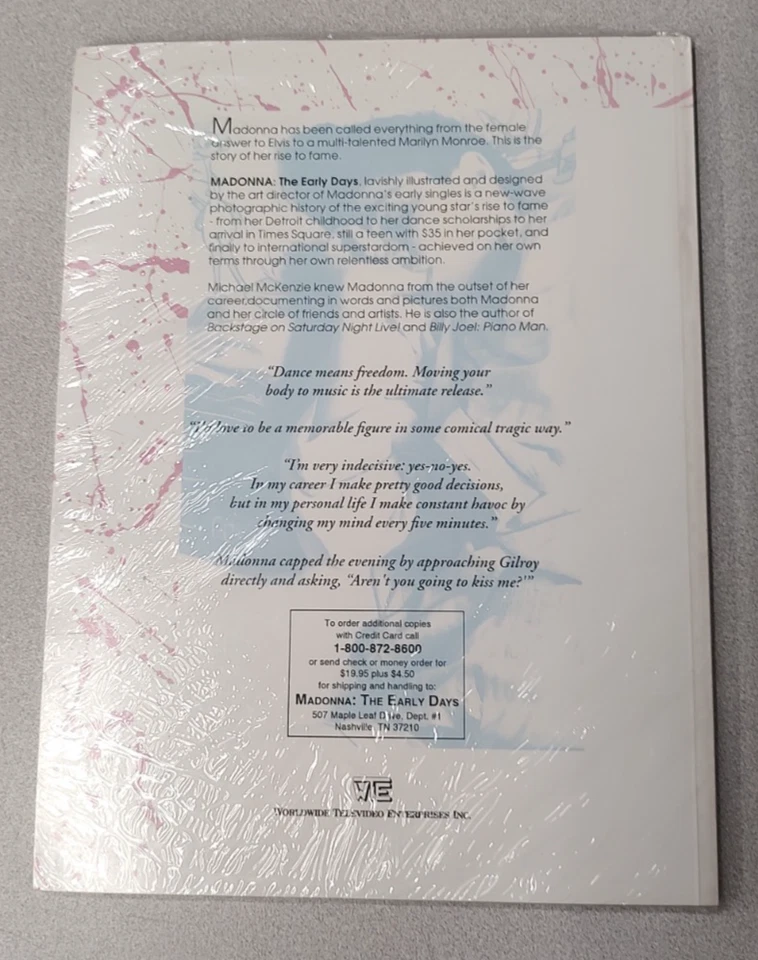 Madonna has been called everything from the female
answer to Elvis to a multi-talented Marilyn Monroe. This is the
story of her rise to fame.
MADONNA: The Early Days, lavishly illustrated and designed
by the art director of Madonna's early singles is a new-wave
photographic history of the exciting young star's rise to fame
- from her Detroit childhood to her dance scholarships to her
arrival in Times Square, still a teen with $35 in her pocket, and
finally to international superstardom - achieved on her own
terms through her own relentless ambition.
Michael McKenzie knew Madonna from the outset of her
career, documenting in words and pictures both Madonna
and her circle of friends and artists. He is also the author of
Backstage on Saturday Night Live! and Billy Joel: Piano Man.
"Dance means freedom. Moving your
body to music is the ultimate release."
"I'd love to be a memorable figure in some comical tragic way."
"I'm very indecisive: yes-no-yes.
In my career I make pretty good decisions,
but in my personal life I make constant havoc by
changing my mind every five minutes."
Madonna capped the evening by approaching Gilroy
directly and asking, "Aren't you going to kiss me?'"
To order additional copies
with Credit Card call
1-800-872-8600
or send check or money order for
$19.95 plus $4.50
for shipping and handling to:
MADONNA: THE EARLY DAYS
507 Maple Leaf Drive, Dept. #1
Nashville, TN 37210
WTE
WORLDWIDE TELEVIDEO ENTERPRISES INC.